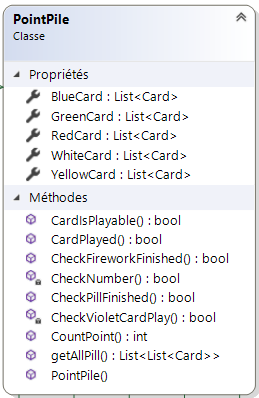 PointPile
Classe
Propriétés
BlueCard : List<Card>
GreenCard : List<Card>
RedCard : List<Card>
WhiteCard : List<Card>
YellowCard : List<Card>
Méthodes
CardIsPlayable() : bool
CardPlayed() : bool
CheckFireworkFinished() : bool
CheckNumber() : bool
CheckPillFinished() : bool
CheckVioletCardPlay() : bool
CountPoint() : int
getAllPill() : List<List<Card>>
PointPile()